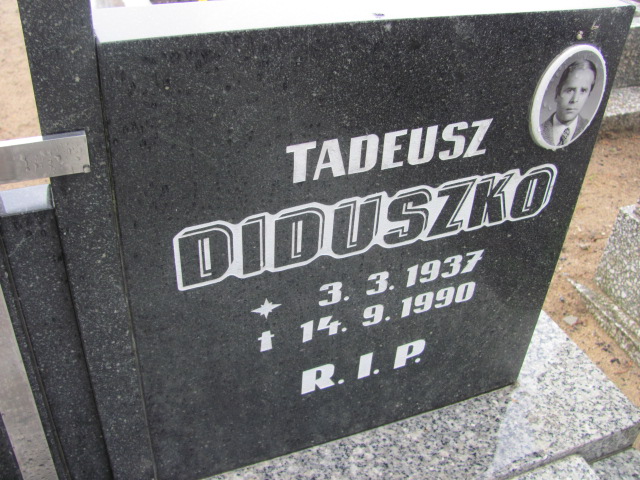 TADEUSZ
DIDUSZKO
3. 3. 1937
14. 9. 1990
R. I. P.